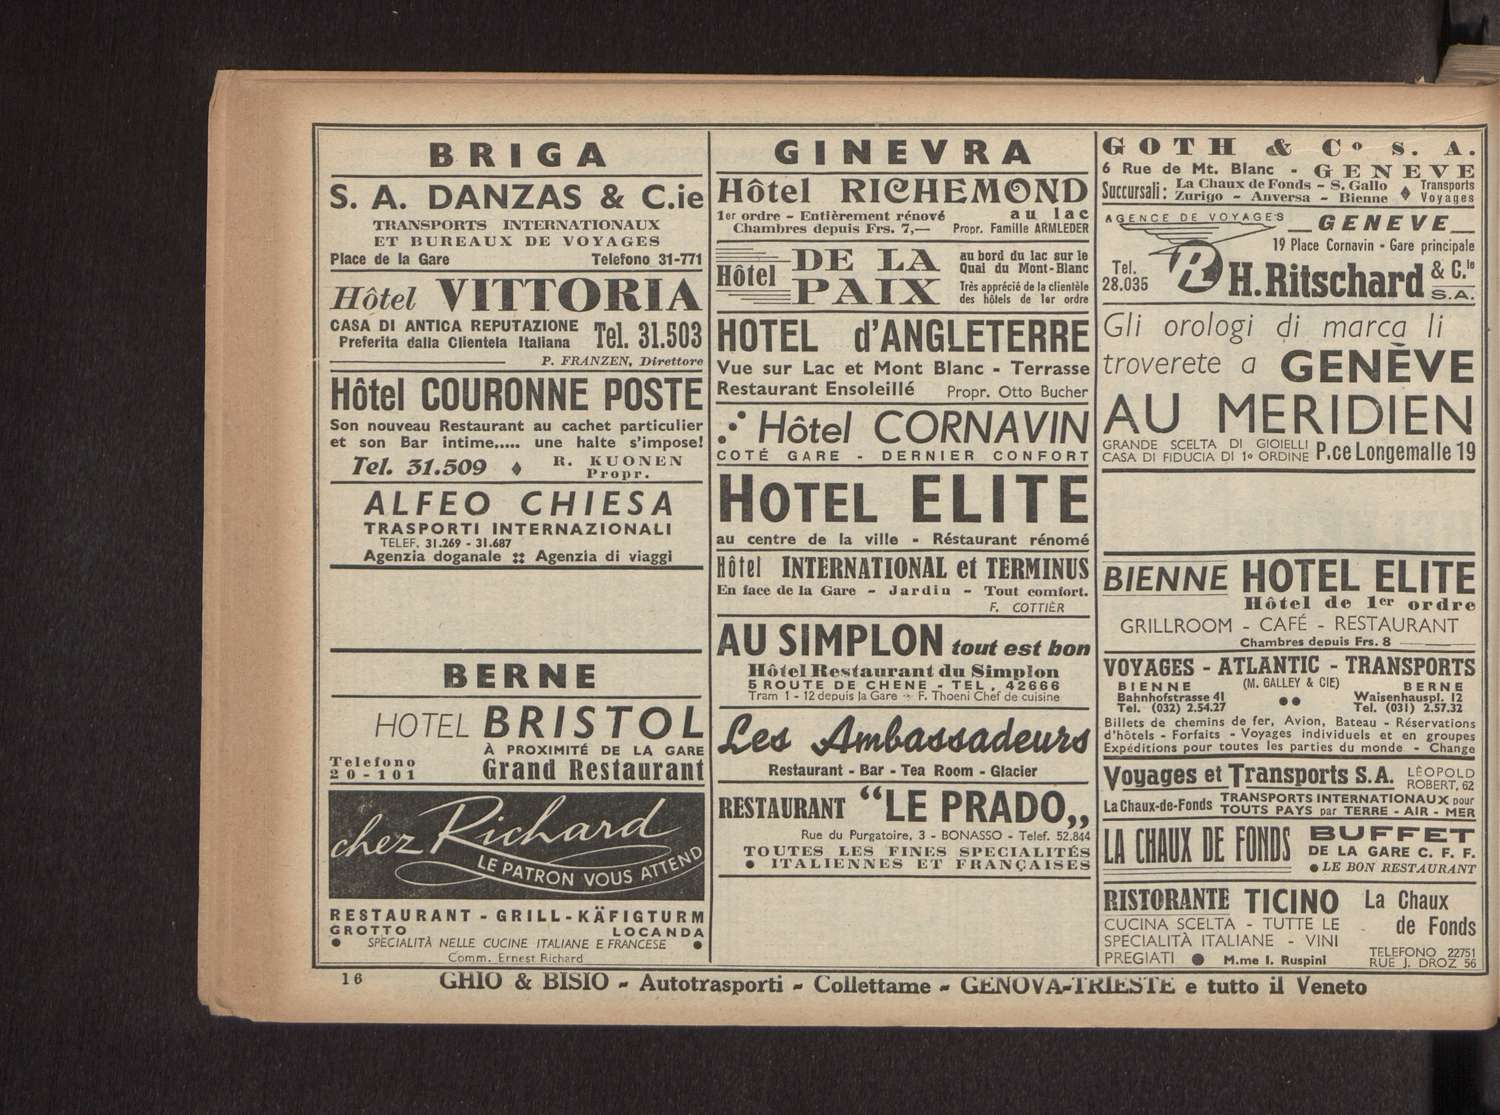 BRIGA
S. A. DANZAS & C.ie
TRANSPORTS INTERNATIONAUX
ET BUREAUX DE VOYAGES
Place de la Gare Telefono 31-771
Hôtel VITTORIA
CASA DI ANTICA REPUTAZIONE
Preferita dalla Clientela Italiana Tel. 31.503
P. FRANZEN, Direttore
Hôtel COURONNE POSTE
Son nouveau Restaurant au cachet particulier
et son Bar intime..... une halte s'impose!
Tel. 31.509 ♦ R. KUONEN
Propr.
ALFEO CHIESA
TRASPORTI INTERNAZIONALI
TELEF. 31.269 - 31.687
Agenzia doganale :: Agenzia di viaggi
BERNE
HOTEL BRISTOL
À PROXIMITÉ DE LA GARE
Telefono
20-101 Grand Restaurant
chez Richard
LE PATRON VOUS ATTEND
RESTAURANT - GRILL - KÄFIGTURM
GROTTO LOCANDA
● SPECIALITÀ NELLE CUCINE ITALIANE E FRANCESE ●
Comm. Ernest Richard
GINEVRA
Hôtel RICHEMOND
1er ordre - Entièrement rénové au lac
Chambres depuis Frs. 7,— Propr. Famille ARMLEDER
Hôtel DE LA PAIX
au bord du lac sur le
Quai du Mont-Blanc
Très apprécié de la clientèle
des hôtels de 1er ordre
HOTEL d'ANGLETERRE
Vue sur Lac et Mont Blanc - Terrasse
Restaurant Ensoleillé Propr. Otto Bucher
Hôtel CORNAVIN
COTÉ GARE - DERNIER CONFORT
HOTEL ELITE
au centre de la ville - Réstaurant rénomé
Hôtel INTERNATIONAL et TERMINUS
En face de la Gare - Jardin - Tout comfort.
F. COTTIÈR
AU SIMPLON tout est bon
Hôtel Restaurant du Simplon
5 ROUTE DE CHENE - TEL. 42666
Tram 1 - 12 depuis la Gare - F. Thoeni Chef de cuisine
Les Ambassadeurs
Restaurant - Bar - Tea Room - Glacier
RESTAURANT “LE PRADO„
Rue du Purgatoire, 3 - BONASSO - Telef. 52.844
TOUTES LES FINES SPECIALITÉS
● ITALIENNES ET FRANÇAISES
GOTH & Cº S. A.
6 Rue de Mt. Blanc - GENEVE
Succursali: La Chaux de Fonds - S. Gallo ♦ Transports
Zurigo - Anversa - Bienne Voyages
AGENCE DE VOYAGES GENEVE
19 Place Cornavin - Gare principale
Tel.
28.035 R H. Ritschard & C.ie
S.A.
Gli orologi di marca li
troverete a GENÈVE
AU MERIDIEN
GRANDE SCELTA DI GIOIELLI
CASA DI FIDUCIA DI 1º ORDINE P.ce Longemalle 19
BIENNE HOTEL ELITE
Hôtel de 1er ordre
GRILLROOM - CAFÉ - RESTAURANT
Chambres depuis Frs. 8
VOYAGES - ATLANTIC - TRANSPORTS
(M. GALLEY & CIE)
BIENNE
Bahnhofstrasse 41
Tel. (032) 2.54.27
●●
BERNE
Waisenhauspl. 12
Tel. (031) 2.57.32
Billets de chemins de fer, Avion, Bateau - Réservations
d'hôtels - Forfaits - Voyages individuels et en groupes
Expéditions pour toutes les parties du monde - Change
Voyages et Transports S.A. LÉOPOLD
ROBERT, 62
La Chaux-de-Fonds TRANSPORTS INTERNATIONAUX pour
TOUTS PAYS par TERRE - AIR - MER
LA CHAUX DE FONDS BUFFET
DE LA GARE C. F. F.
● LE BON RESTAURANT
RISTORANTE TICINO La Chaux
de Fonds
CUCINA SCELTA - TUTTE LE
SPECIALITÀ ITALIANE - VINI
PREGIATI ● M.me I. Ruspini
TELEFONO 22751
RUE J. DROZ 56
16 GHIO & BISIO - Autotrasporti - Collettame - GENOVA-TRIESTE e tutto il Veneto